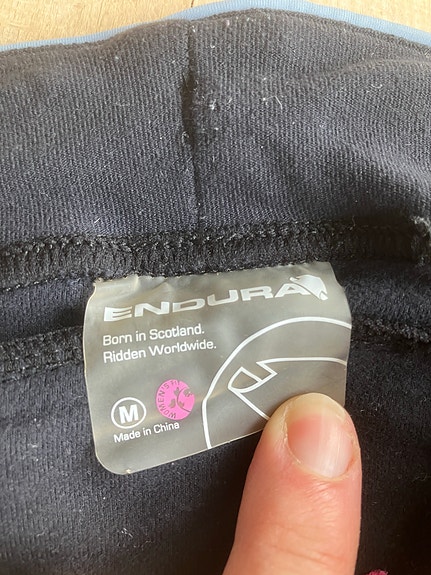 ENDURA
Born in Scotland.
Ridden Worldwide.
M
Made in China